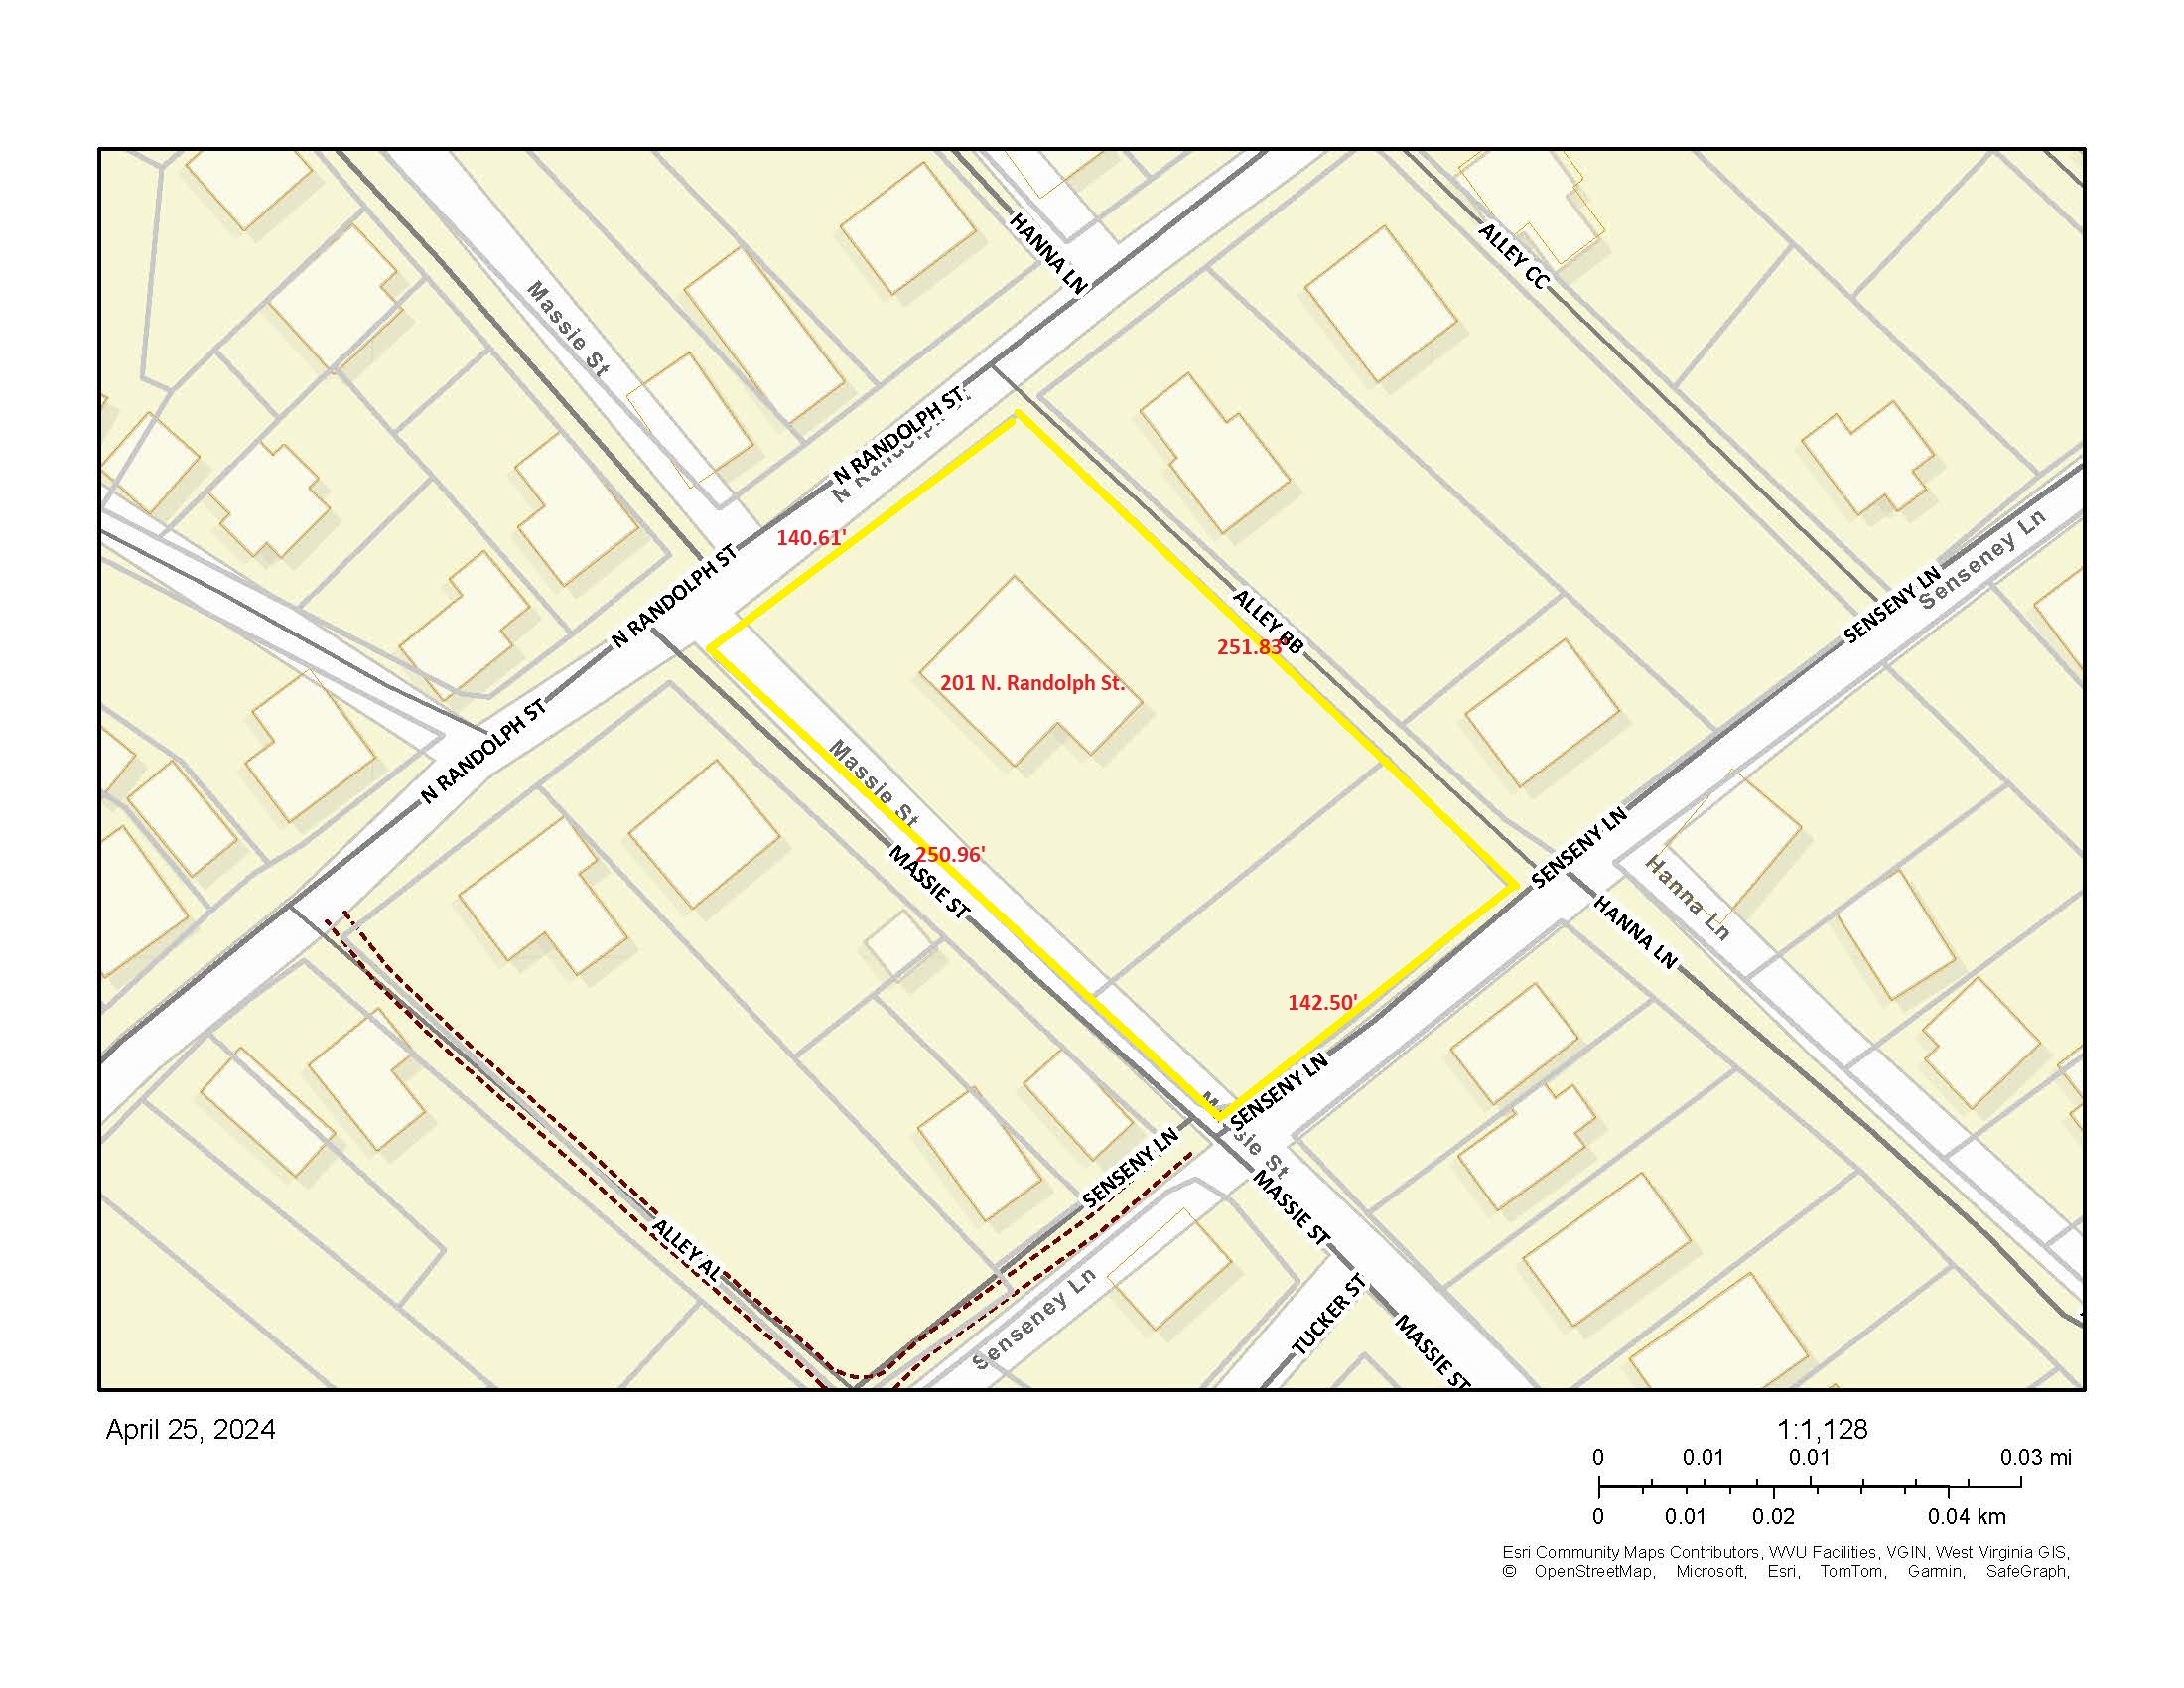 HANNA LN
ALLEY CC
Massie St
N RANDOLPH ST
N Randolph
Senseney Ln
140.61'
N RANDOLPH ST
ALLEY BB
SENSENY LN
251.83'
201 N. Randolph St.
N RANDOLPH ST
Massie St
250.96'
MASSIE ST
SENSENY LN
Hanna Ln
HANNA LN
142.50'
SENSENY LN
Massie St
SENSENY LN
MASSIE ST
ALLEY AL
Senseney Ln
TUCKER ST
MASSIE ST
April 25, 2024
1:1,128
0 0.01 0.01 0.03 mi
0 0.01 0.02 0.04 km
Esri Community Maps Contributors, WVU Facilities, VGIN, West Virginia GIS,
© OpenStreetMap, Microsoft, Esri, TomTom, Garmin, SafeGraph,